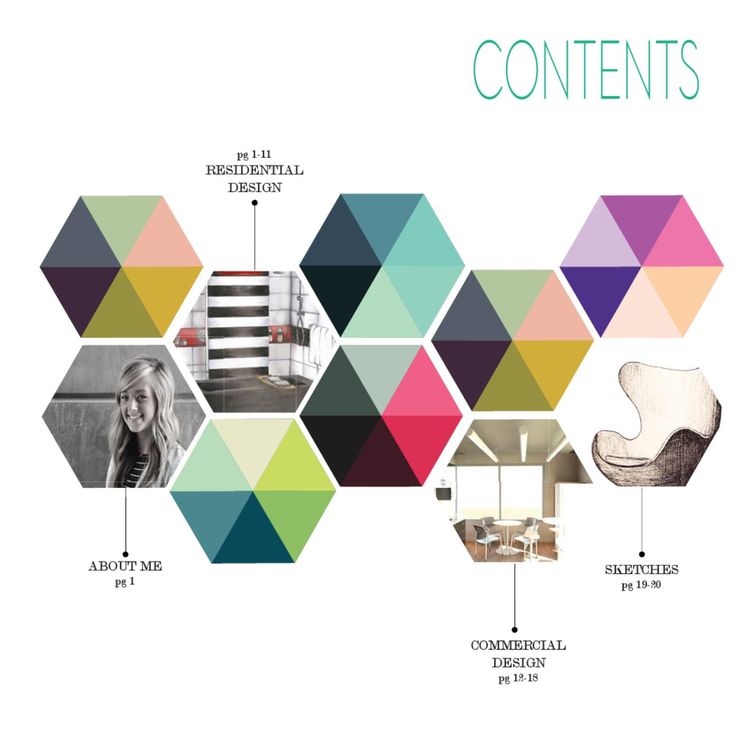 CONTENTS
pg 1-11
RESIDENTIAL
DESIGN
ABOUT ME
pg 1
SKETCHES
pg 19-20
COMMERCIAL
DESIGN
pg 12-18